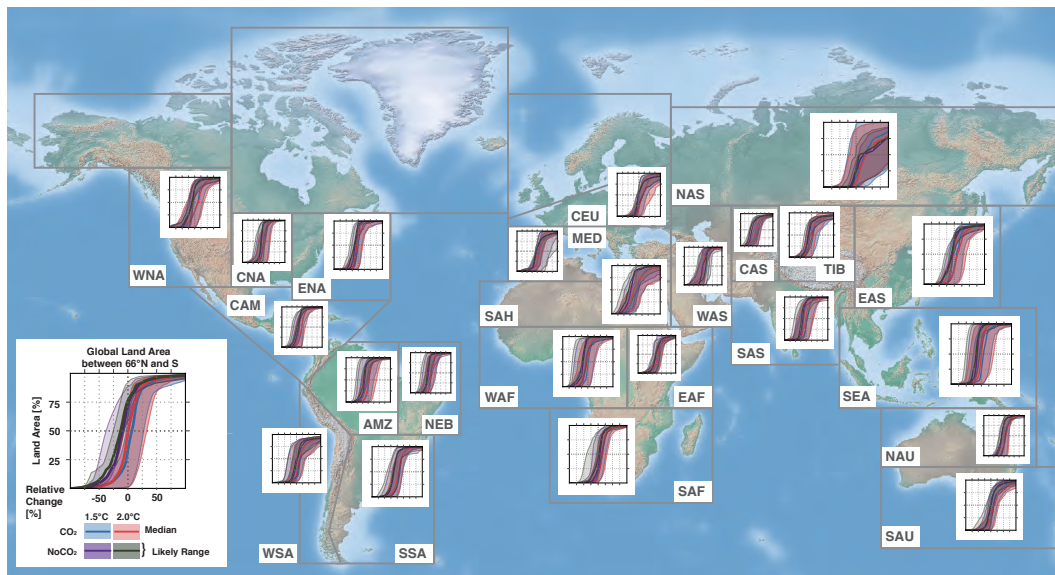 NAS
CEU
MED
WNA
CNA
ENA
CAS
TIB
CAM
SAH
WAS
EAS
SAS
WAF
EAF
SEA
AMZ
NEB
NAU
SAF
SAU
WSA
SSA
Global Land Area
between 66°N and S
Land Area [%]
75
50
25
Relative
Change
[%]
-50
0
50
1.5°C
2.0°C
CO₂
Median
NoCO₂
} Likely Range